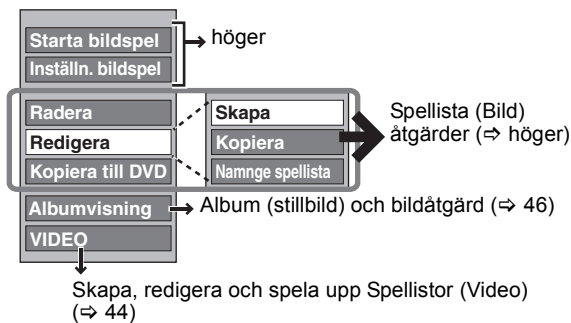 Starta bildspel
höger
Inställn. bildspel
Radera
Redigera
Kopiera till DVD
Skapa
Kopiera
Namnge spellista
Spellista (Bild)
åtgärder (⇨ höger)
Albumvisning
Album (stillbild) och bildåtgärd (⇨ 46)
VIDEO
Skapa, redigera och spela upp Spellistor (Video)
(⇨ 44)